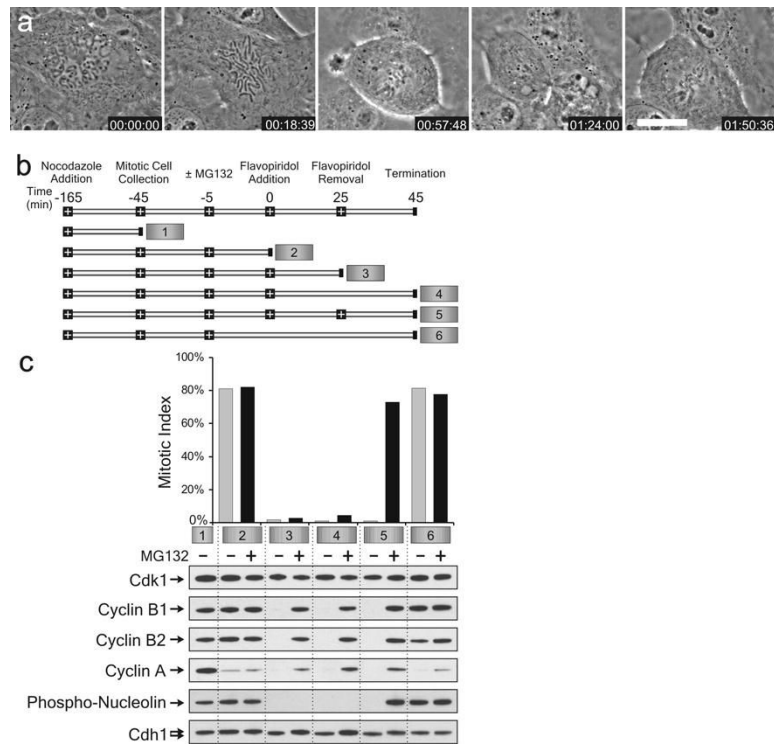 a
00:00:00 00:18:39 00:57:48 01:24:00 01:50:36
b
Nocodazole Addition Mitotic Cell Collection ± MG132 Flavopiridol Addition Flavopiridol Removal Termination
Time (min) -165 -45 -5 0 25 45
1
2
3
4
5
6
c
100%
80%
60%
40%
20%
0%
Mitotic Index
1 2 3 4 5 6
MG132 − − + − + − + − + − +
Cdk1
Cyclin B1
Cyclin B2
Cyclin A
Phospho-Nucleolin
Cdh1